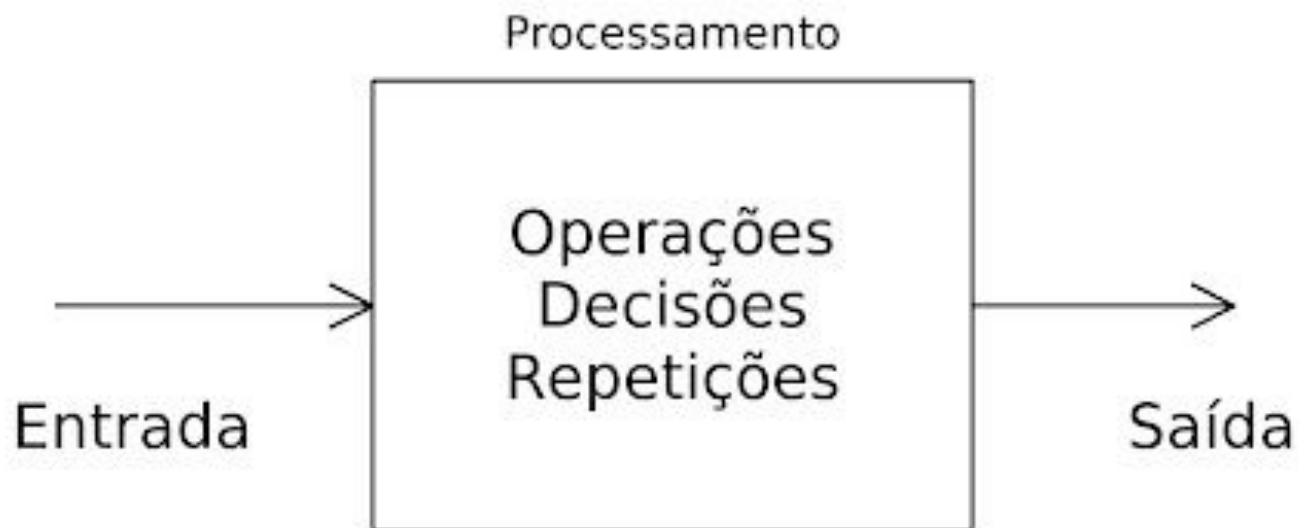 Processamento
Operações
Decisões
Repetições
Entrada
Saída